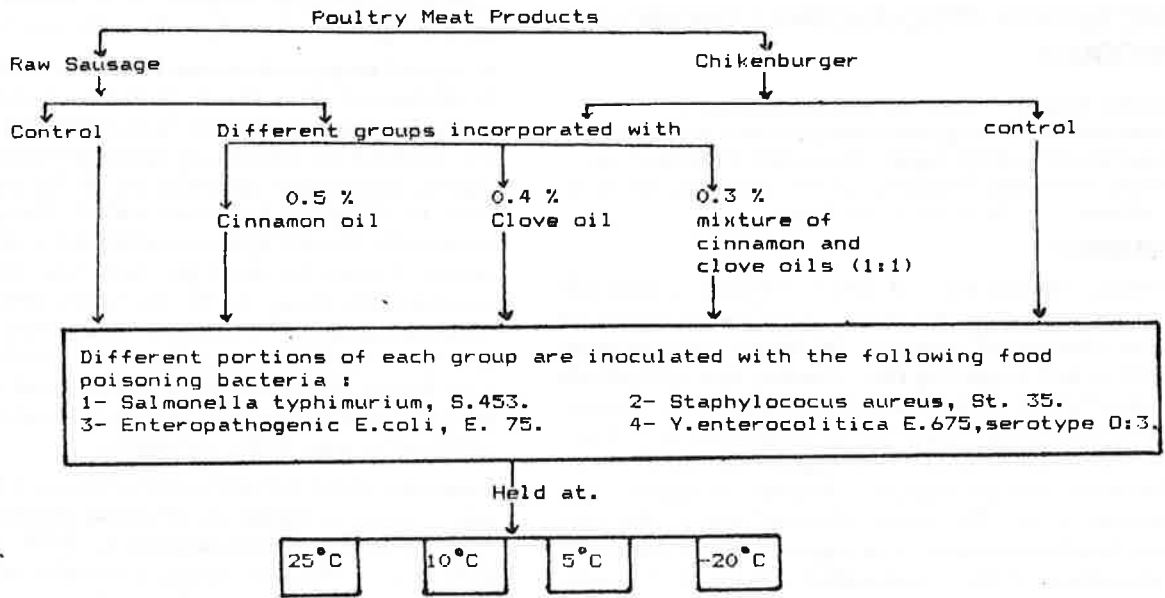 Poultry Meat Products
Raw Sausage
Chikenburger
Control
Different groups incorporated with
control
0.5 %
Cinnamon oil
0.4 %
Clove oil
0.3 %
mixture of
cinnamon and
clove oils (1:1)
Different portions of each group are inoculated with the following food
poisoning bacteria :
1- Salmonella typhimurium, S.453. 2- Staphylococus aureus, St. 35.
3- Enteropathogenic E.coli, E. 75. 4- Y.enterocolitica E.675,serotype O:3.
Held at.
25°C 10°C 5°C -20°C